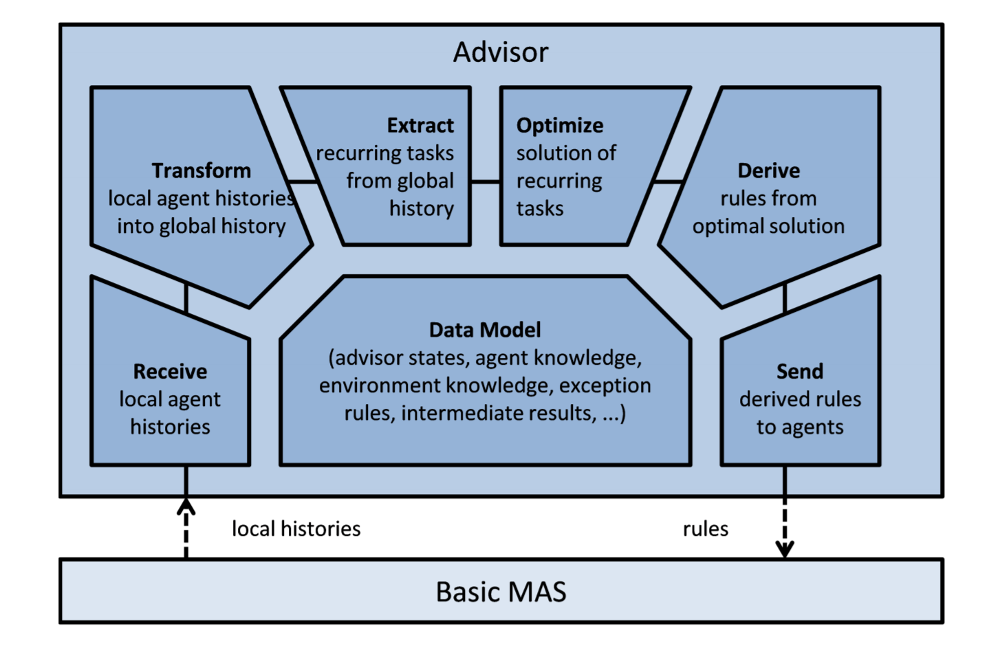 Advisor
Transform
local agent histories
into global history
Extract
recurring tasks
from global
history
Optimize
solution of
recurring
tasks
Derive
rules from
optimal solution
Receive
local agent
histories
Data Model
(advisor states, agent knowledge,
environment knowledge, exception
rules, intermediate results, ...)
Send
derived rules
to agents
local histories
rules
Basic MAS